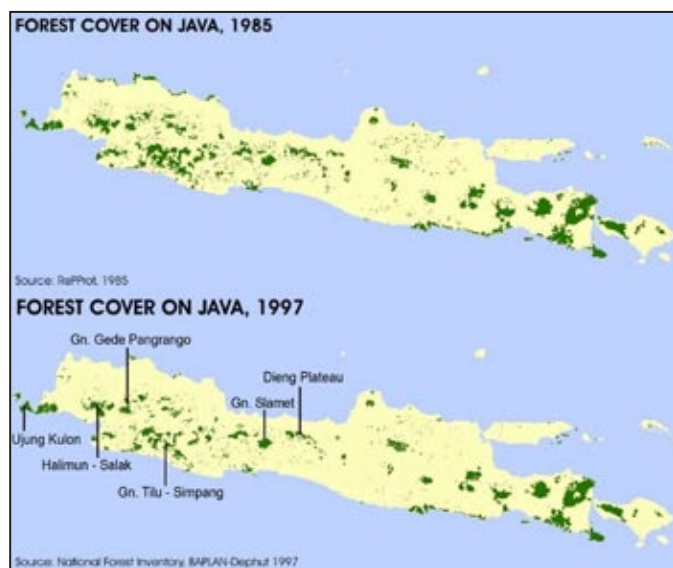 FOREST COVER ON JAVA, 1985
Source: RePProt, 1985
FOREST COVER ON JAVA, 1997
Gn. Gede Pangrango
Dieng Plateau
Gn. Slamet
Ujung Kulon
Halimun - Salak
Gn. Tilu - Simpang
Source: National Forest Inventory, BAPLAN-Dephut 1997